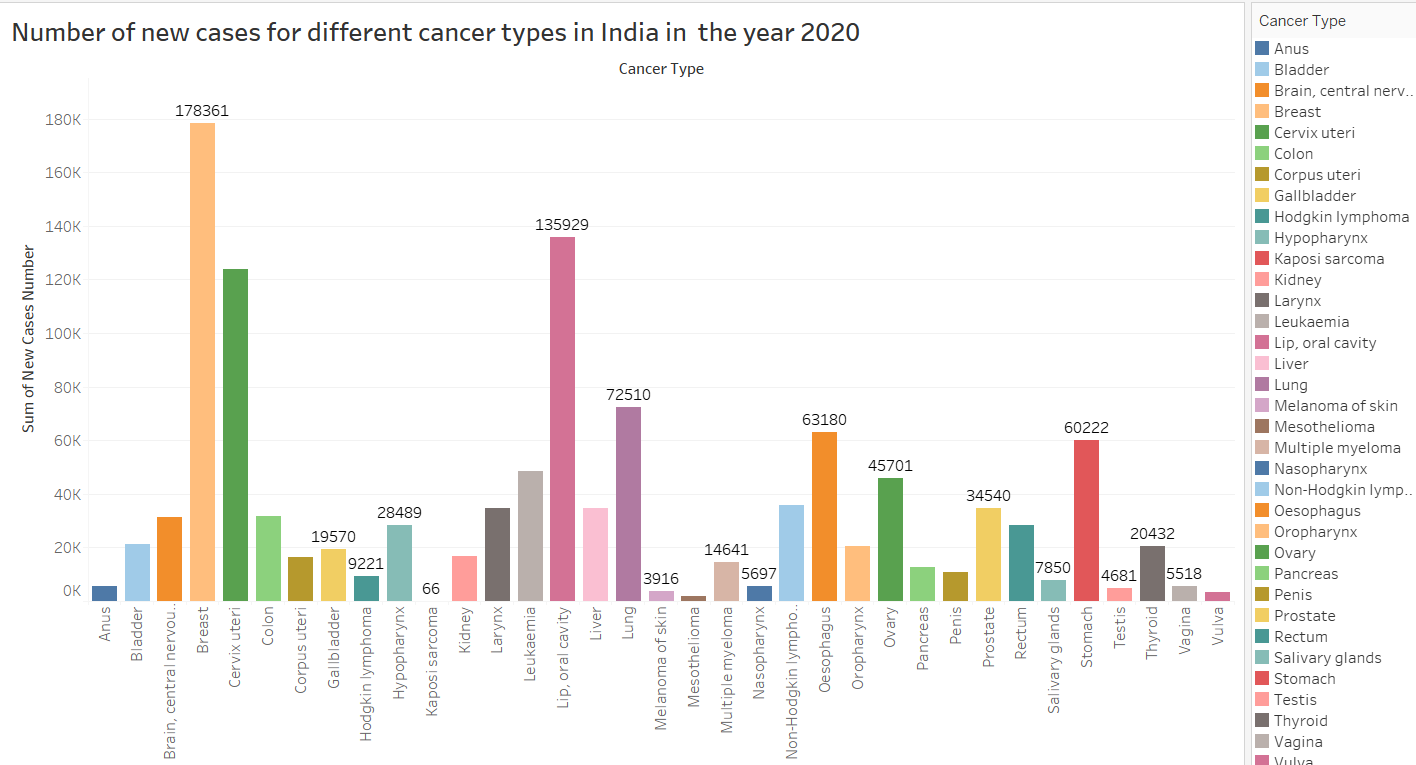 Number of new cases for different cancer types in India in  the year 2020
Cancer Type
Sum of New Cases Number
180K
160K
140K
120K
100K
80K
60K
40K
20K
0K
178361
19570
9221
28489
66
135929
72510
3916
14641
5697
63180
45701
34540
7850
60222
4681
20432
5518
Anus
Bladder
Brain, central nervou..
Breast
Cervix uteri
Colon
Corpus uteri
Gallbladder
Hodgkin lymphoma
Hypopharynx
Kaposi sarcoma
Kidney
Larynx
Leukaemia
Lip, oral cavity
Liver
Lung
Melanoma of skin
Mesothelioma
Multiple myeloma
Nasopharynx
Non-Hodgkin lympho..
Oesophagus
Oropharynx
Ovary
Pancreas
Penis
Prostate
Rectum
Salivary glands
Stomach
Testis
Thyroid
Vagina
Vulva
Cancer Type
Anus
Bladder
Brain, central nerv..
Breast
Cervix uteri
Colon
Corpus uteri
Gallbladder
Hodgkin lymphoma
Hypopharynx
Kaposi sarcoma
Kidney
Larynx
Leukaemia
Lip, oral cavity
Liver
Lung
Melanoma of skin
Mesothelioma
Multiple myeloma
Nasopharynx
Non-Hodgkin lymp..
Oesophagus
Oropharynx
Ovary
Pancreas
Penis
Prostate
Rectum
Salivary glands
Stomach
Testis
Thyroid
Vagina
Vulva